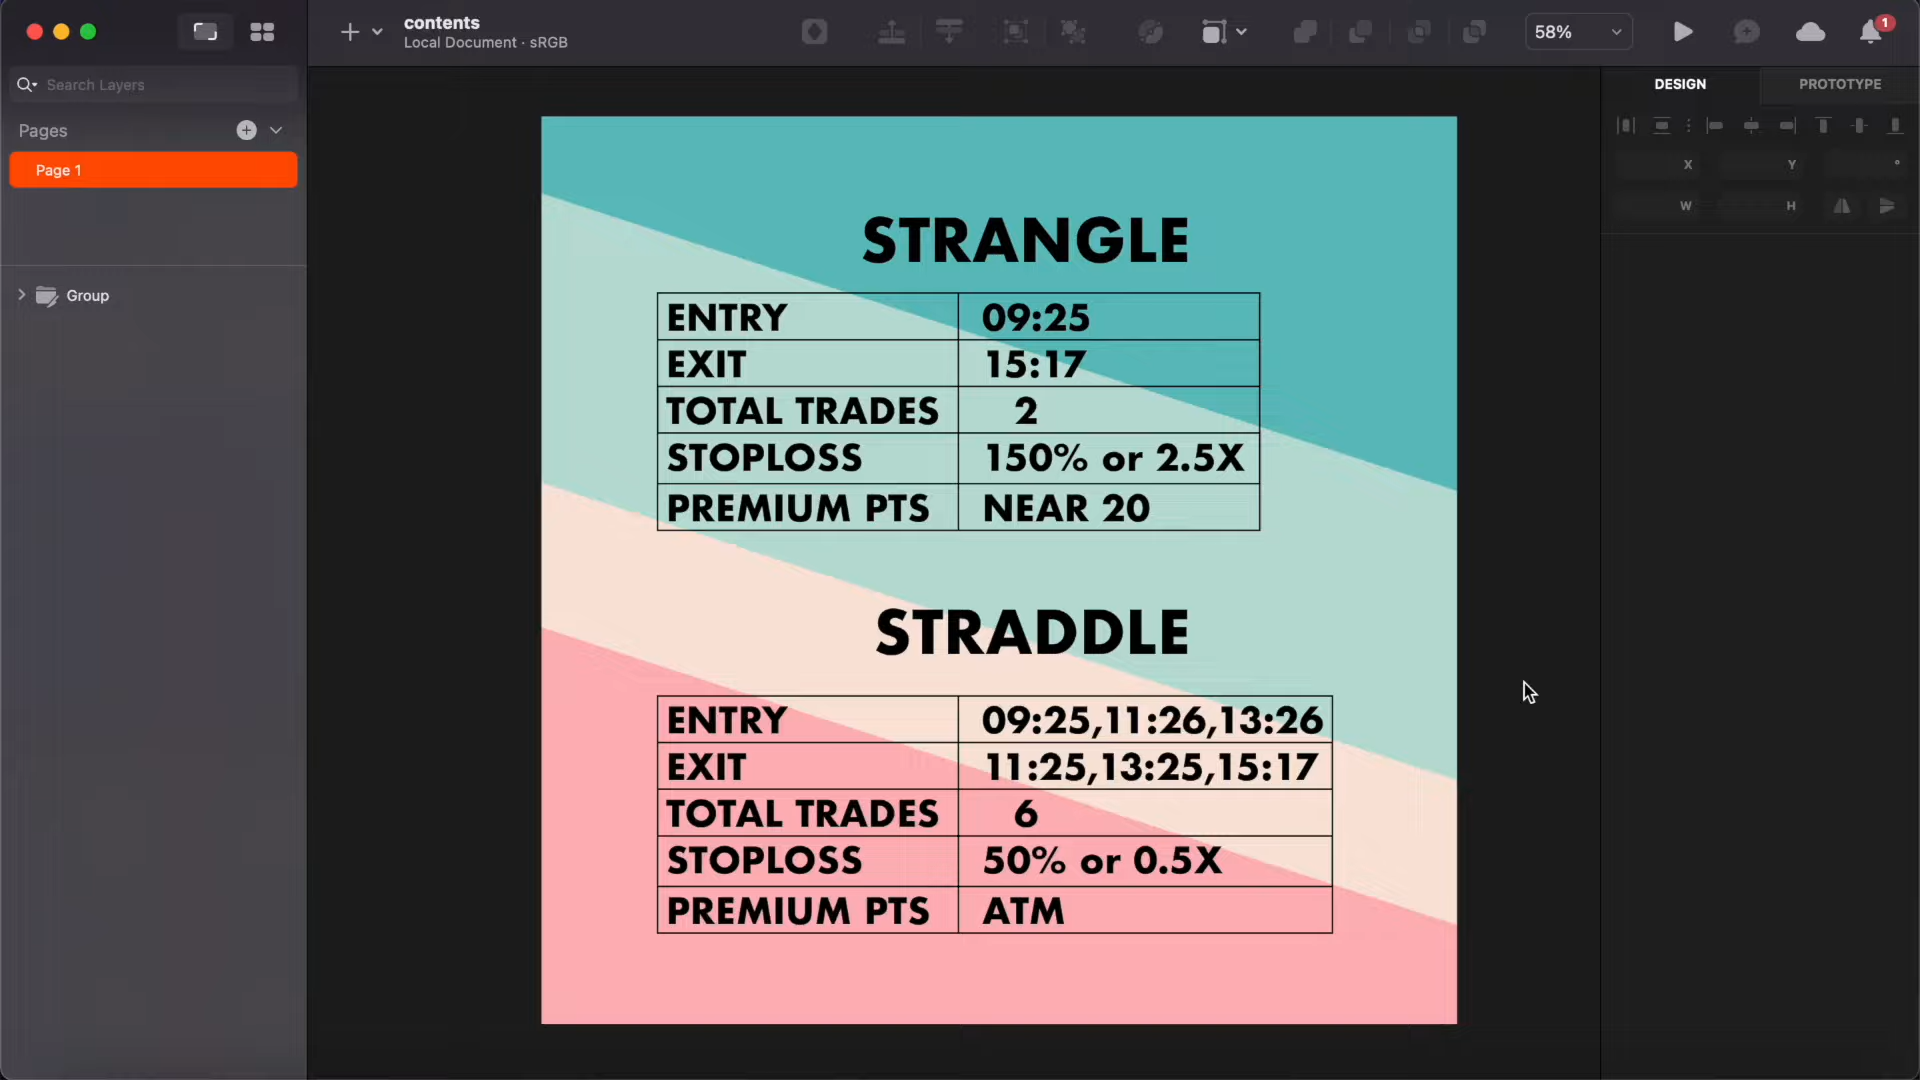 contents
Local Document · sRGB
58%
1
Search Layers
DESIGN
PROTOTYPE
Pages
Page 1
X
Y
°
W
H
Group
STRANGLE
ENTRY 09:25
EXIT 15:17
TOTAL TRADES 2
STOPLOSS 150% or 2.5X
PREMIUM PTS NEAR 20
STRADDLE
ENTRY 09:25,11:26,13:26
EXIT 11:25,13:25,15:17
TOTAL TRADES 6
STOPLOSS 50% or 0.5X
PREMIUM PTS ATM